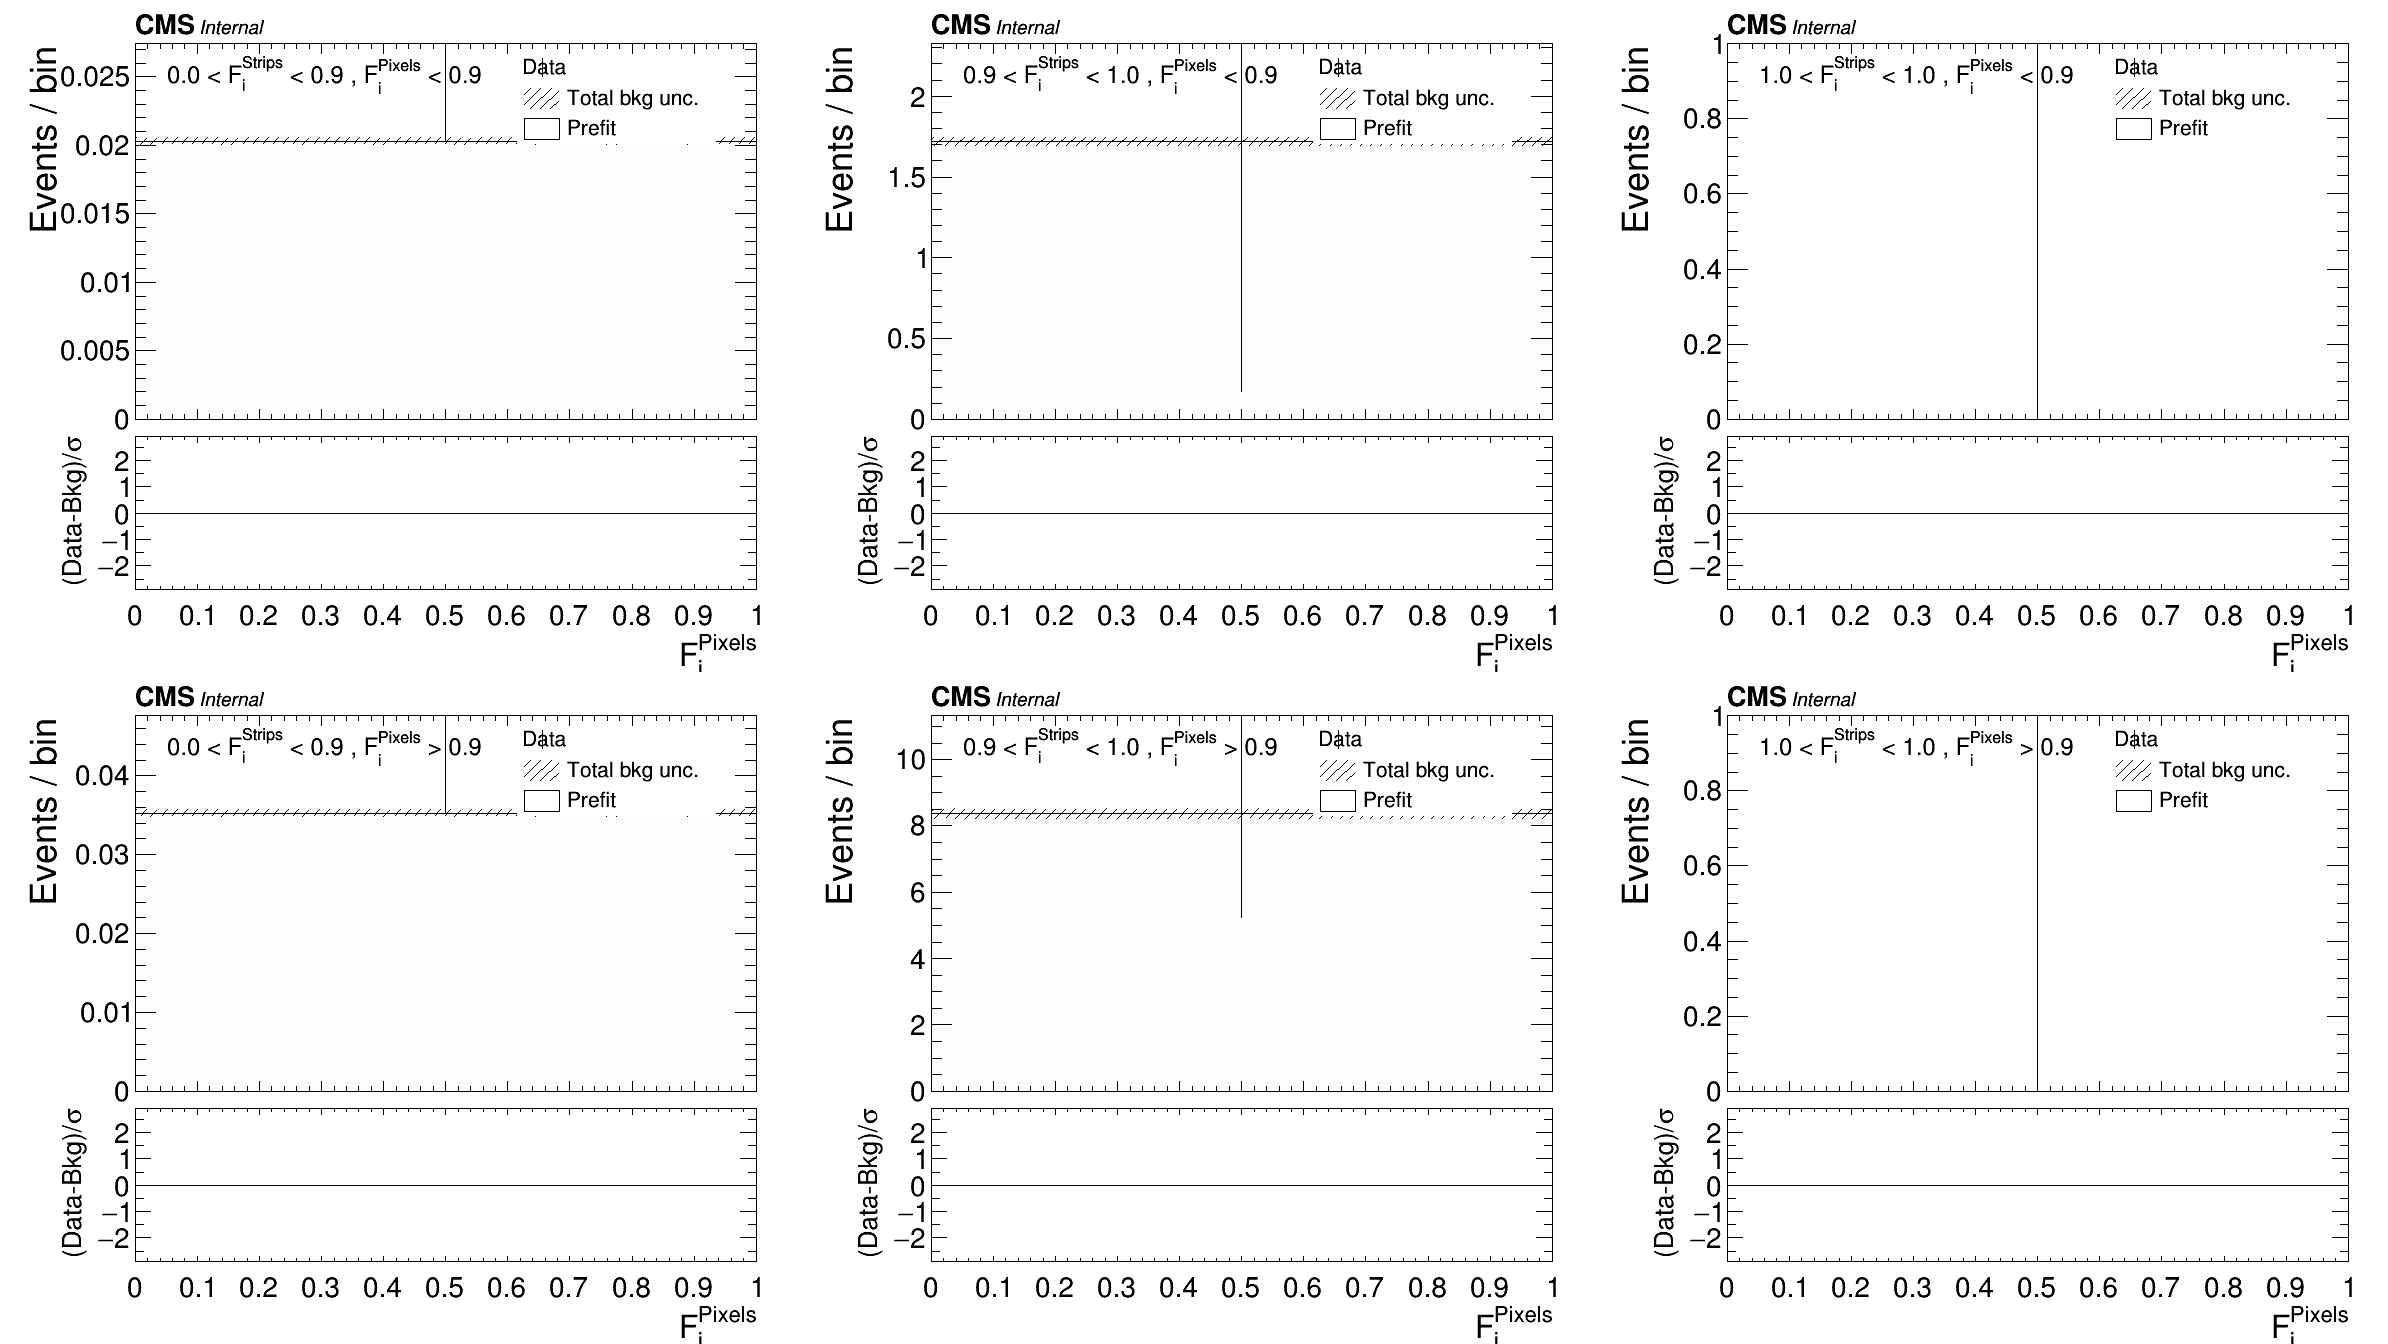 CMS Internal
Events / bin
0.0 < F_i^Strips < 0.9 , F_i^Pixels < 0.9
Data
Total bkg unc.
Prefit
0.025
0.02
0.015
0.01
0.005
0
(Data-Bkg)/σ
2
1
0
−1
−2
0 0.1 0.2 0.3 0.4 0.5 0.6 0.7 0.8 0.9 1
F_i^Pixels
CMS Internal
Events / bin
0.9 < F_i^Strips < 1.0 , F_i^Pixels < 0.9
Data
Total bkg unc.
Prefit
2
1.5
1
0.5
0
(Data-Bkg)/σ
2
1
0
−1
−2
0 0.1 0.2 0.3 0.4 0.5 0.6 0.7 0.8 0.9 1
F_i^Pixels
CMS Internal
Events / bin
1.0 < F_i^Strips < 1.0 , F_i^Pixels < 0.9
Data
Total bkg unc.
Prefit
1
0.8
0.6
0.4
0.2
0
(Data-Bkg)/σ
2
1
0
−1
−2
0 0.1 0.2 0.3 0.4 0.5 0.6 0.7 0.8 0.9 1
F_i^Pixels
CMS Internal
Events / bin
0.0 < F_i^Strips < 0.9 , F_i^Pixels > 0.9
Data
Total bkg unc.
Prefit
0.04
0.03
0.02
0.01
0
(Data-Bkg)/σ
2
1
0
−1
−2
0 0.1 0.2 0.3 0.4 0.5 0.6 0.7 0.8 0.9 1
F_i^Pixels
CMS Internal
Events / bin
0.9 < F_i^Strips < 1.0 , F_i^Pixels > 0.9
Data
Total bkg unc.
Prefit
10
8
6
4
2
0
(Data-Bkg)/σ
2
1
0
−1
−2
0 0.1 0.2 0.3 0.4 0.5 0.6 0.7 0.8 0.9 1
F_i^Pixels
CMS Internal
Events / bin
1.0 < F_i^Strips < 1.0 , F_i^Pixels > 0.9
Data
Total bkg unc.
Prefit
1
0.8
0.6
0.4
0.2
0
(Data-Bkg)/σ
2
1
0
−1
−2
0 0.1 0.2 0.3 0.4 0.5 0.6 0.7 0.8 0.9 1
F_i^Pixels